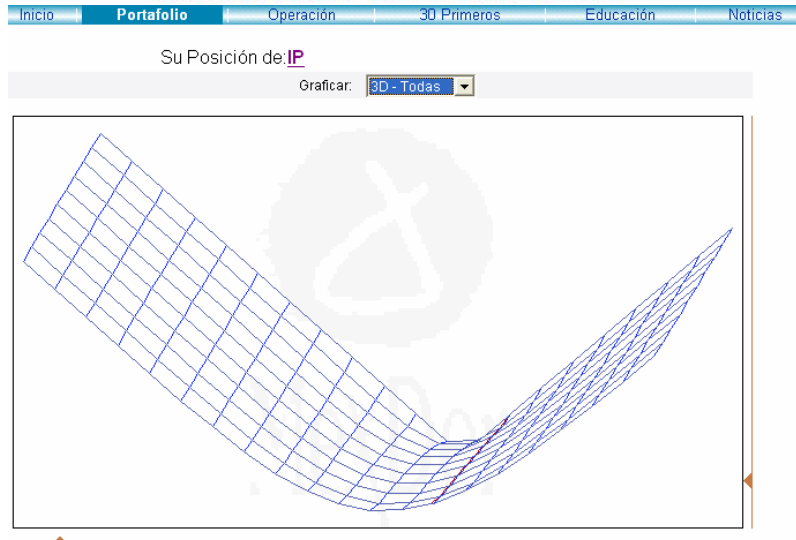 Inicio Portafolio Operación 30 Primeros Educación Noticias
Su Posición de:IP
Graficar: 3D - Todas